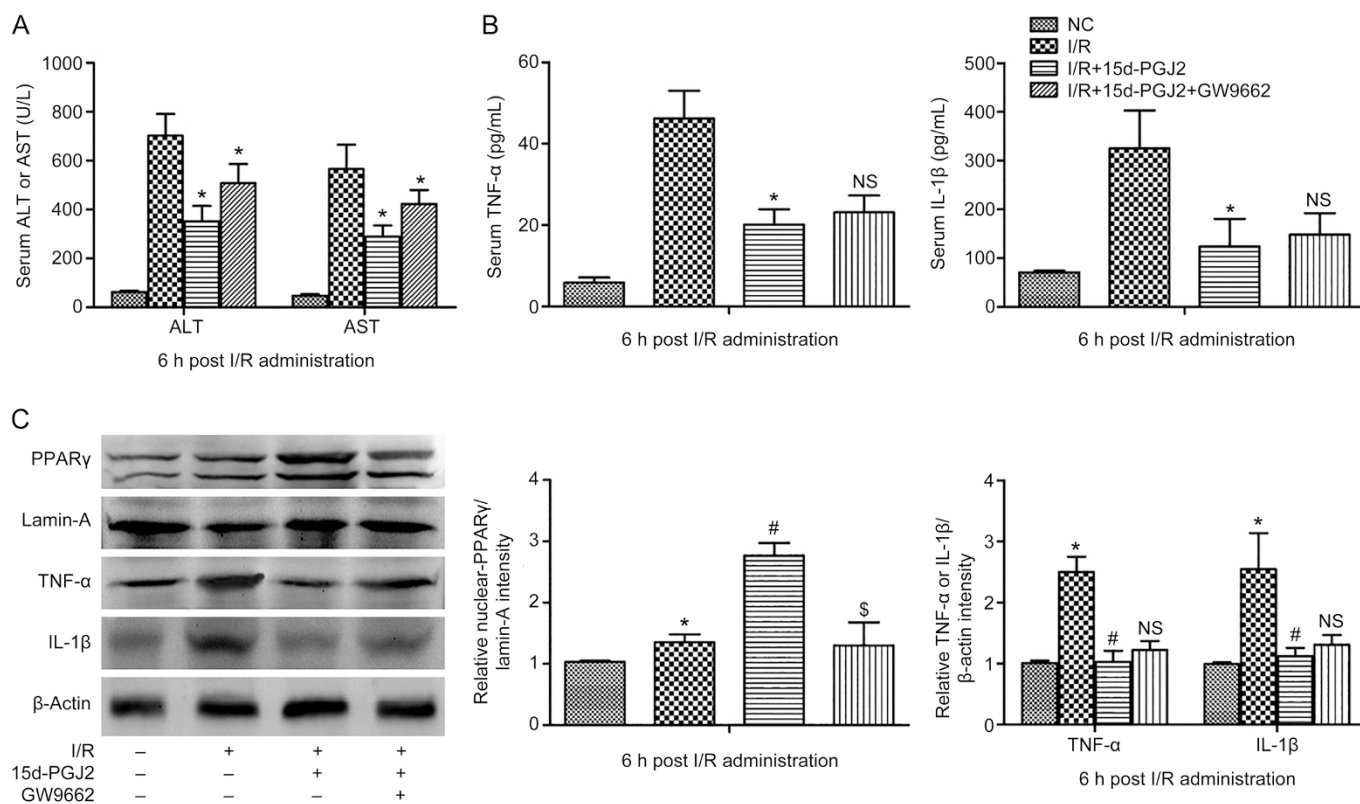 A
Serum ALT or AST (U/L)
1000
800
600
400
200
0
*
*
*
*
ALT
AST
6 h post I/R administration
B
Serum TNF-α (pg/mL)
60
40
20
0
*
NS
6 h post I/R administration
Serum IL-1β (pg/mL)
500
400
300
200
100
0
NC
I/R
I/R+15d-PGJ2
I/R+15d-PGJ2+GW9662
*
NS
6 h post I/R administration
C
PPARγ
Lamin-A
TNF-α
IL-1β
β-Actin
I/R – + + +
15d-PGJ2 – – + +
GW9662 – – – +
Relative nuclear-PPARγ/
lamin-A intensity
4
3
2
1
0
*
#
$
6 h post I/R administration
Relative TNF-α or IL-1β/
β-actin intensity
4
3
2
1
0
*
#
NS
*
#
NS
TNF-α
IL-1β
6 h post I/R administration